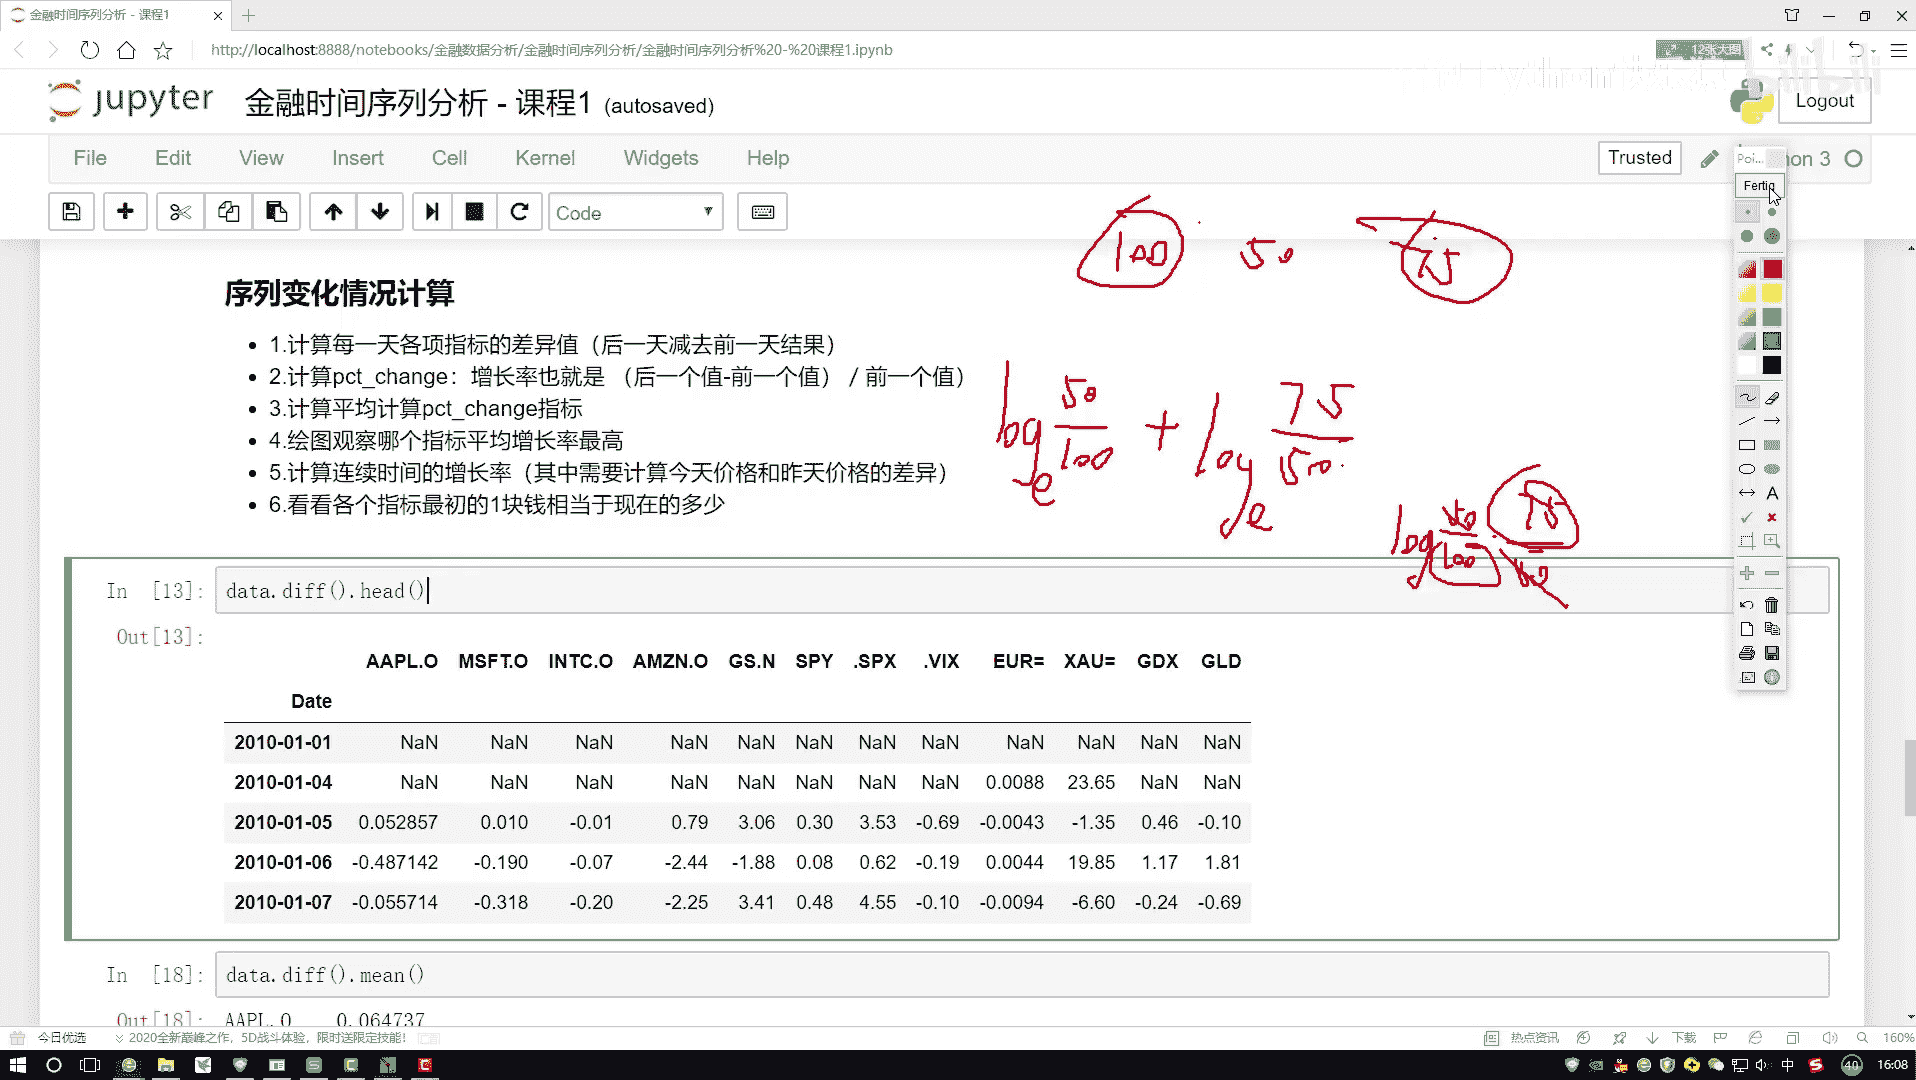 金融时间序列分析 - 课程1
http://localhost:8888/notebooks/金融数据分析/金融时间序列分析/金融时间序列分析%20-%20课程1.ipynb
12张大图
bilibili
jupyter 金融时间序列分析 - 课程1 (autosaved)
Logout
File Edit View Insert Cell Kernel Widgets Help
Trusted
Poi...
hon 3
Fertig
Code
100 50 75
序列变化情况计算
1.计算每一天各项指标的差异值（后一天减去前一天结果）
2.计算pct_change：增长率也就是 （后一个值-前一个值） / 前一个值）
3.计算平均计算pct_change指标
4.绘图观察哪个指标平均增长率最高
5.计算连续时间的增长率（其中需要计算今天价格和昨天价格的差异）
6.看看各个指标最初的1块钱相当于现在的多少
log e 50 100 + log e 75 50
log 50 100 75 50
In [13]: data.diff().head()
Out[13]:
AAPL.O MSFT.O INTC.O AMZN.O GS.N SPY .SPX .VIX EUR= XAU= GDX GLD
Date
2010-01-01 NaN NaN NaN NaN NaN NaN NaN NaN NaN NaN NaN NaN
2010-01-04 NaN NaN NaN NaN NaN NaN NaN NaN 0.0088 23.65 NaN NaN
2010-01-05 0.052857 0.010 -0.01 0.79 3.06 0.30 3.53 -0.69 -0.0043 -1.35 0.46 -0.10
2010-01-06 -0.487142 -0.190 -0.07 -2.44 -1.88 0.08 0.62 -0.19 0.0044 19.85 1.17 1.81
2010-01-07 -0.055714 -0.318 -0.20 -2.25 3.41 0.48 4.55 -0.10 -0.0094 -6.60 -0.24 -0.69
In [18]: data.diff().mean()
Out[18]: AAPL.O 0.064737
今日优选 2020全新巅峰之作，5D战斗体验，限时送限定技能！ 热点资讯 下载 160%
中 40 16:08